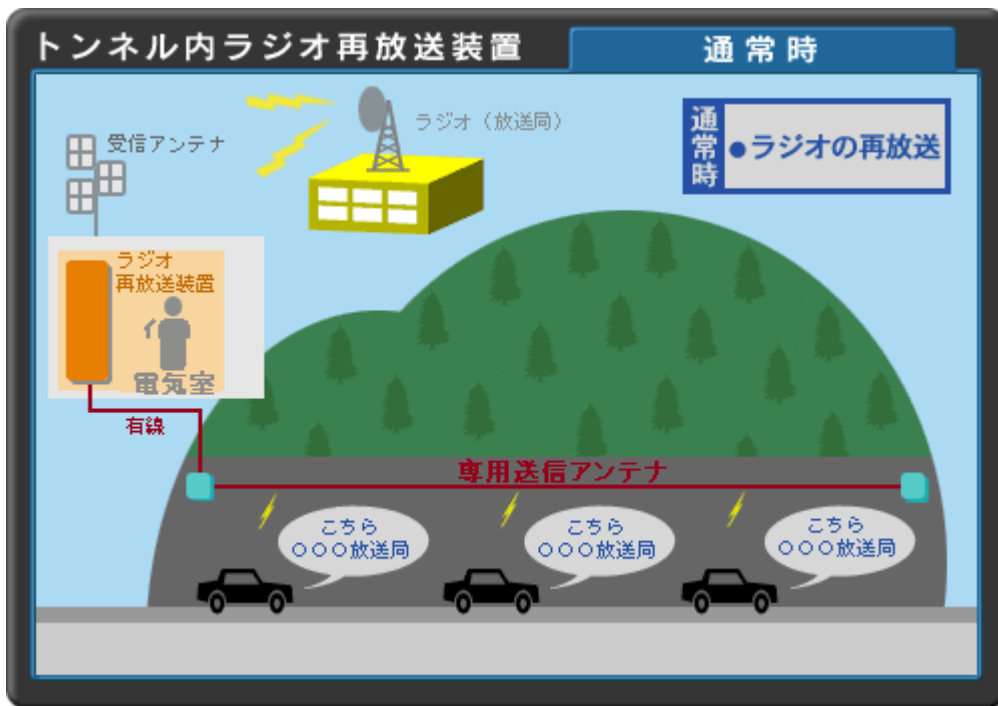 トンネル内ラジオ再放送装置
通常時
受信アンテナ
ラジオ（放送局）
通常時
●ラジオの再放送
ラジオ
再放送装置
電気室
有線
専用送信アンテナ
こちら
○○○放送局
こちら
○○○放送局
こちら
○○○放送局